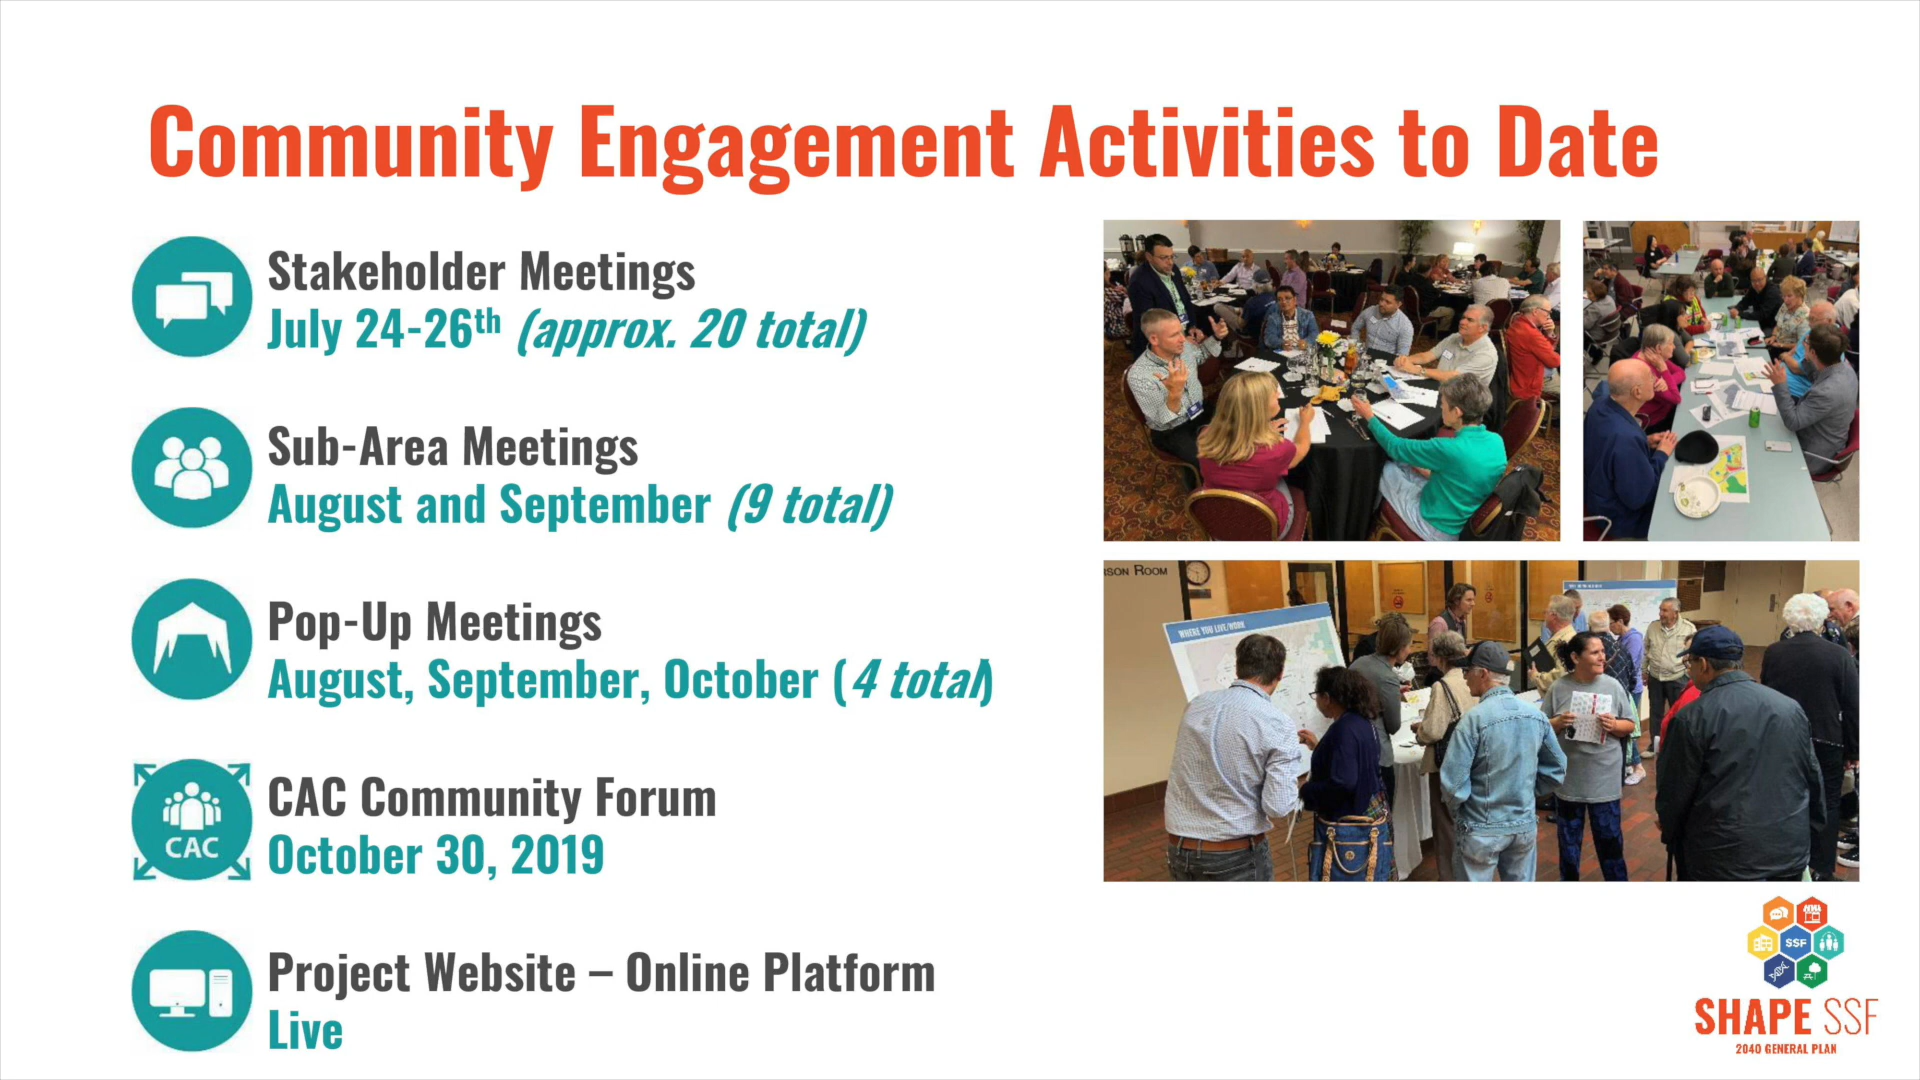 Community Engagement Activities to Date
Stakeholder Meetings
July 24-26th (approx. 20 total)
Sub-Area Meetings
August and September (9 total)
Pop-Up Meetings
August, September, October (4 total)
CAC
CAC Community Forum
October 30, 2019
Project Website – Online Platform
Live
SON ROOM
WHERE YOU LIVE/WORK
SSF
SHAPE SSF
2040 GENERAL PLAN